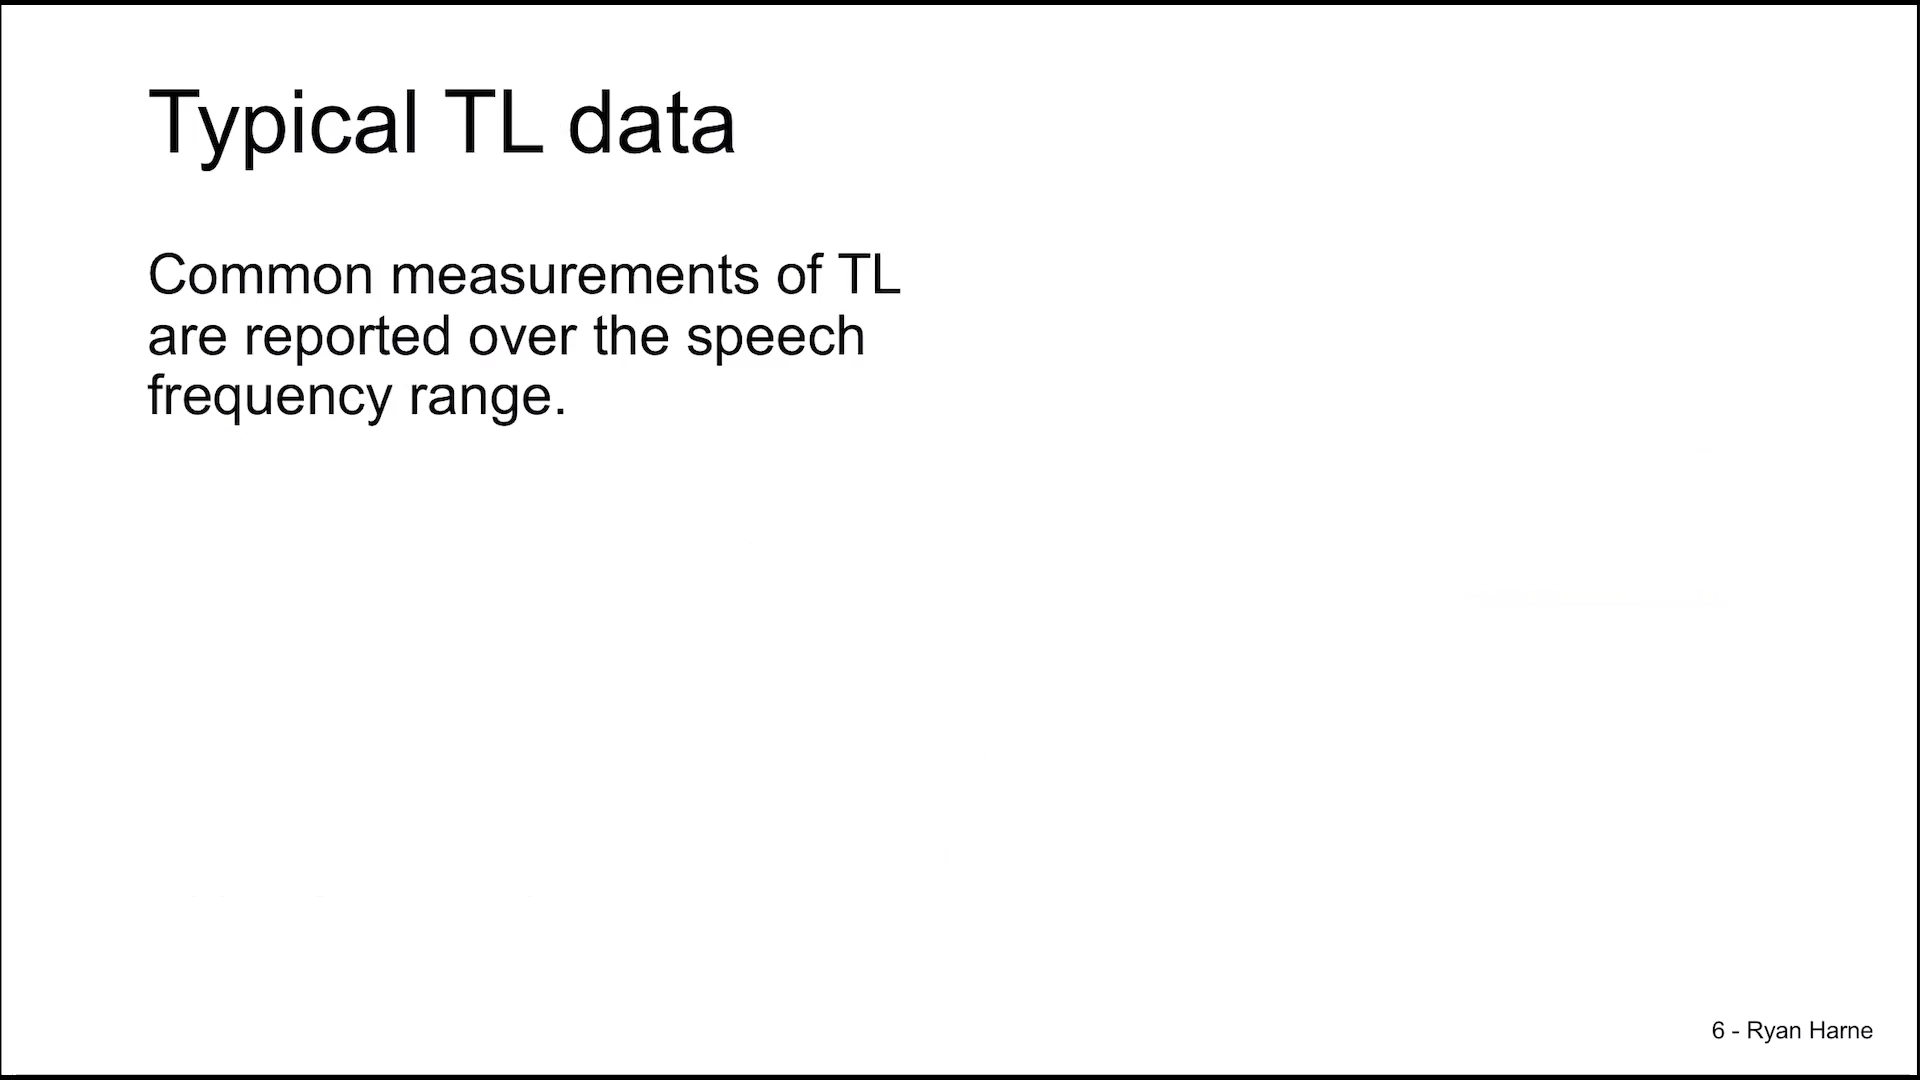 Typical TL data
Common measurements of TL
are reported over the speech
frequency range.
6 - Ryan Harne